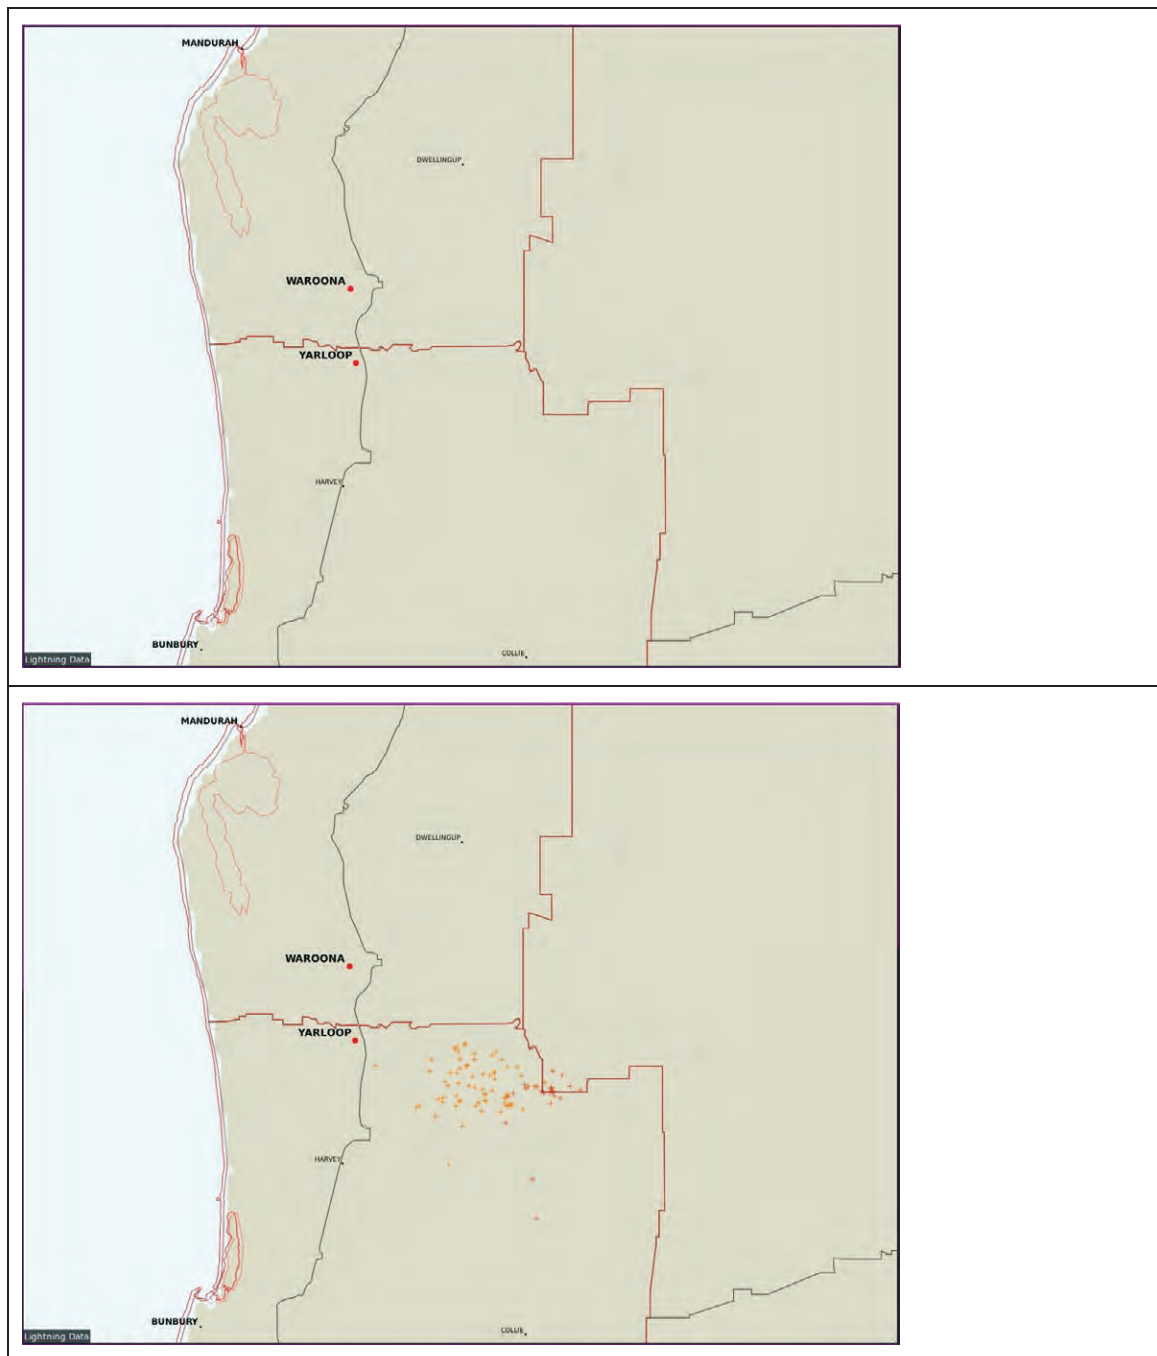 MANDURAH
DWELLINGUP
WAROONA
YARLOOP
HARVEY
BUNBURY
COLLIE
Lightning Data
MANDURAH
DWELLINGUP
WAROONA
YARLOOP
HARVEY
BUNBURY
COLLIE
Lightning Data